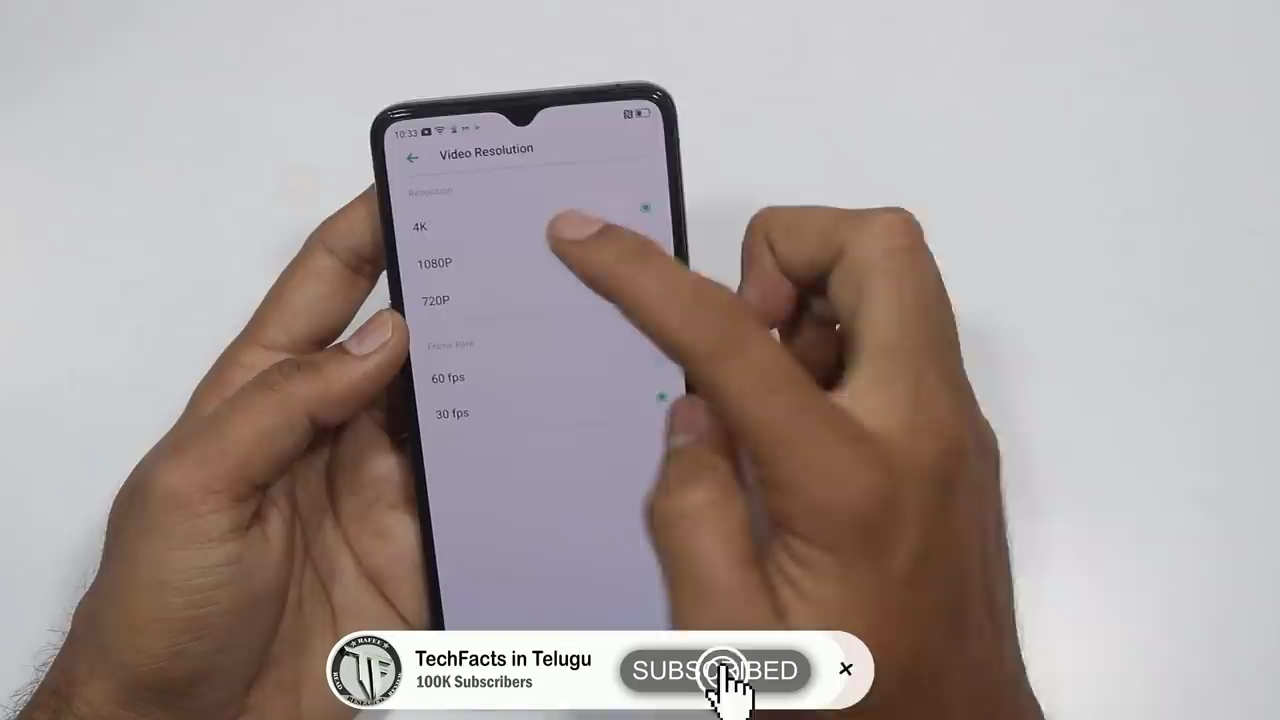 10:33
Video Resolution
Resolution
4K
1080P
720P
Frame Rate
60 fps
30 fps
RAFEE
TechFacts in Telugu
100K Subscribers
SUBSCRIBED